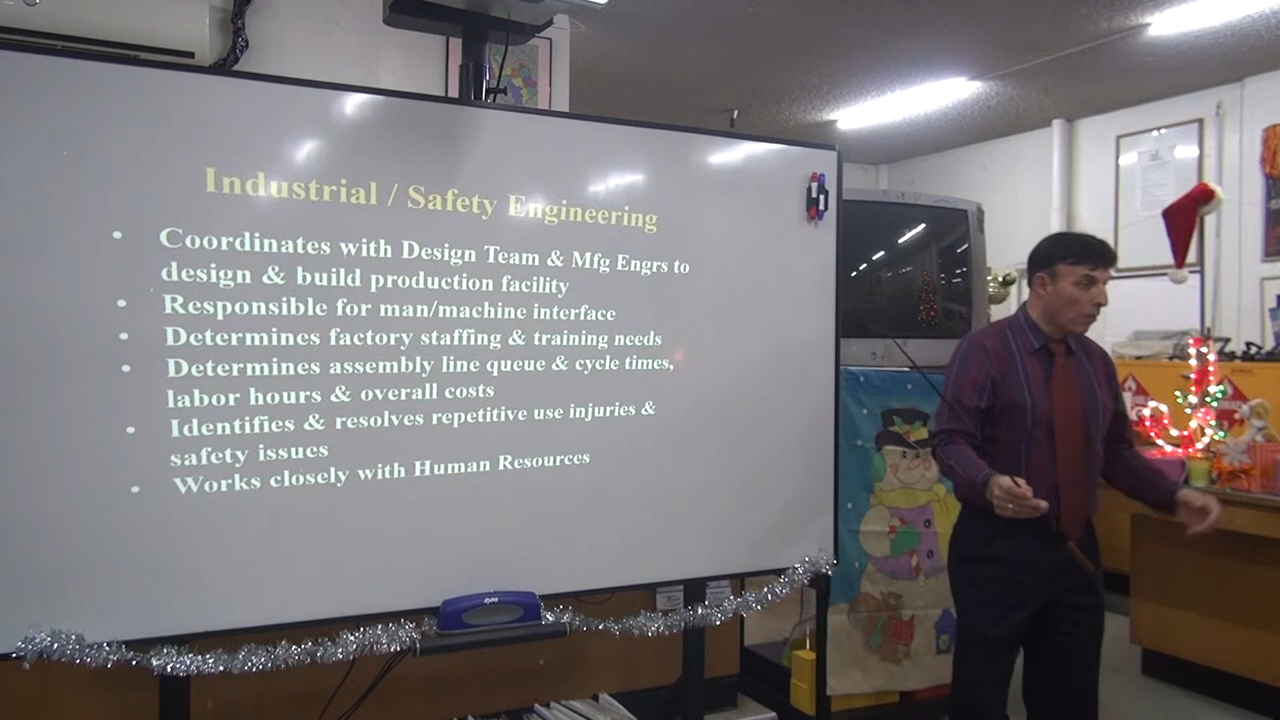 Industrial / Safety Engineering
• Coordinates with Design Team & Mfg Engrs to
design & build production facility
• Responsible for man/machine interface
• Determines factory staffing & training needs
• Determines assembly line queue & cycle times,
labor hours & overall costs
• Identifies & resolves repetitive use injuries &
safety issues
• Works closely with Human Resources
EXPO